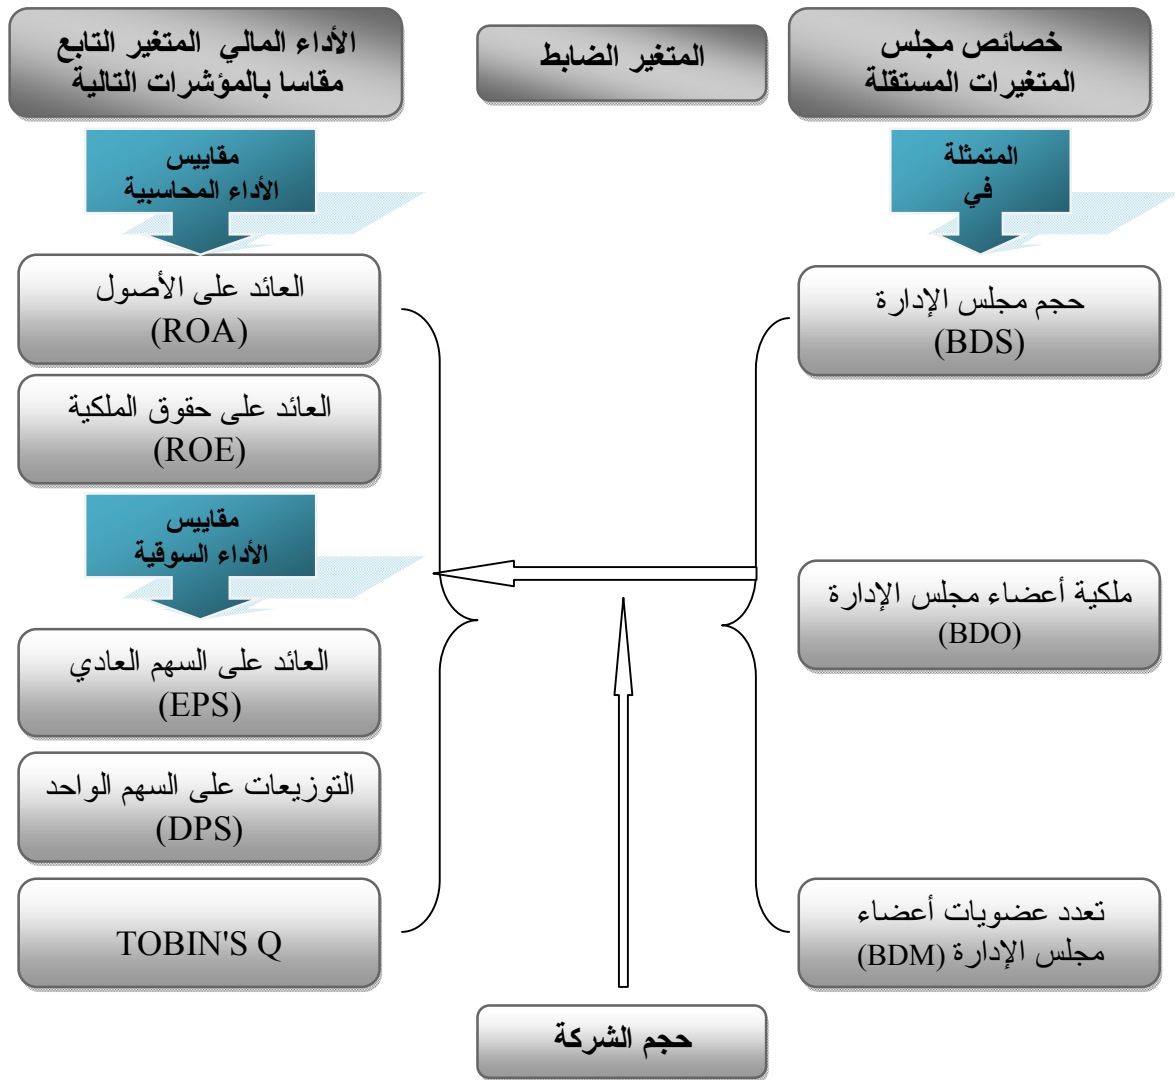 خصائص مجلس
المتغيرات المستقلة
المتغير الضابط
الأداء المالي المتغير التابع
مقاسا بالمؤشرات التالية
المتمثلة
في
حجم مجلس الإدارة
(BDS)
ملكية أعضاء مجلس الإدارة
(BDO)
تعدد عضويات أعضاء
مجلس الإدارة (BDM)
حجم الشركة
مقاييس
الأداء المحاسبية
العائد على الأصول
(ROA)
العائد على حقوق الملكية
(ROE)
مقاييس
الأداء السوقية
العائد على السهم العادي
(EPS)
التوزيعات على السهم الواحد
(DPS)
TOBIN'S Q